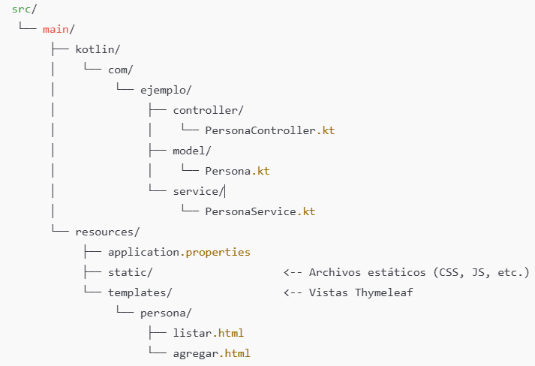 src/
└── main/
    ├── kotlin/
    │   └── com/
    │       └── ejemplo/
    │           ├── controller/
    │           │   └── PersonaController.kt
    │           ├── model/
    │           │   └── Persona.kt
    │           └── service/
    │               └── PersonaService.kt
    └── resources/
        ├── application.properties
        ├── static/                    <-- Archivos estáticos (CSS, JS, etc.)
        └── templates/                 <-- Vistas Thymeleaf
            └── persona/
                ├── listar.html
                └── agregar.html